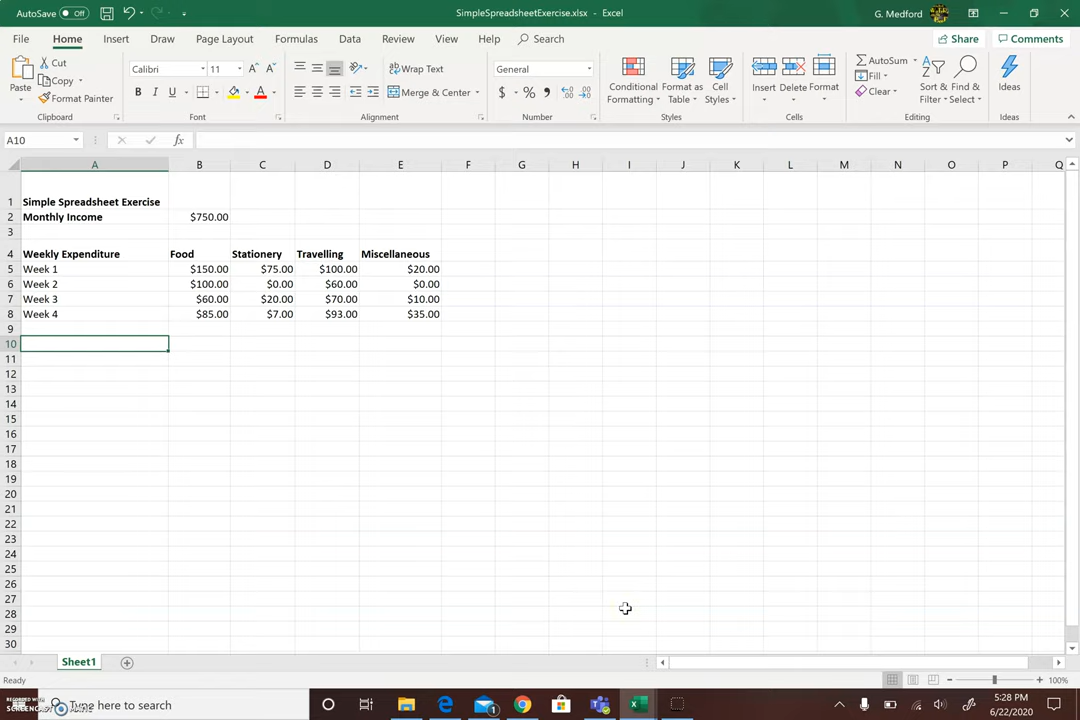 AutoSave Off SimpleSpreadsheetExercise.xlsx - Excel G. Medford
File Home Insert Draw Page Layout Formulas Data Review View Help Search Share Comments
Paste Cut Copy Format Painter Clipboard
Calibri 11 B I U A Font
Wrap Text Merge & Center Alignment
General $ % , Number
Conditional Formatting Format as Table Cell Styles Styles
Insert Delete Format Cells
AutoSum Fill Clear Sort & Filter Find & Select Editing
Ideas Ideas
A10 fx
A B C D E F G H I J K L M N O P Q
1 Simple Spreadsheet Exercise
2 Monthly Income $750.00
3
4 Weekly Expenditure Food Stationery Travelling Miscellaneous
5 Week 1 $150.00 $75.00 $100.00 $20.00
6 Week 2 $100.00 $0.00 $60.00 $0.00
7 Week 3 $60.00 $20.00 $70.00 $10.00
8 Week 4 $85.00 $7.00 $93.00 $35.00
9
10
11
12
13
14
15
16
17
18
19
20
21
22
23
24
25
26
27
28
29
30
Sheet1
Ready 100%
RECORDED WITH
SCREENCAST MATIC
Type here to search 1 5:28 PM
6/22/2020